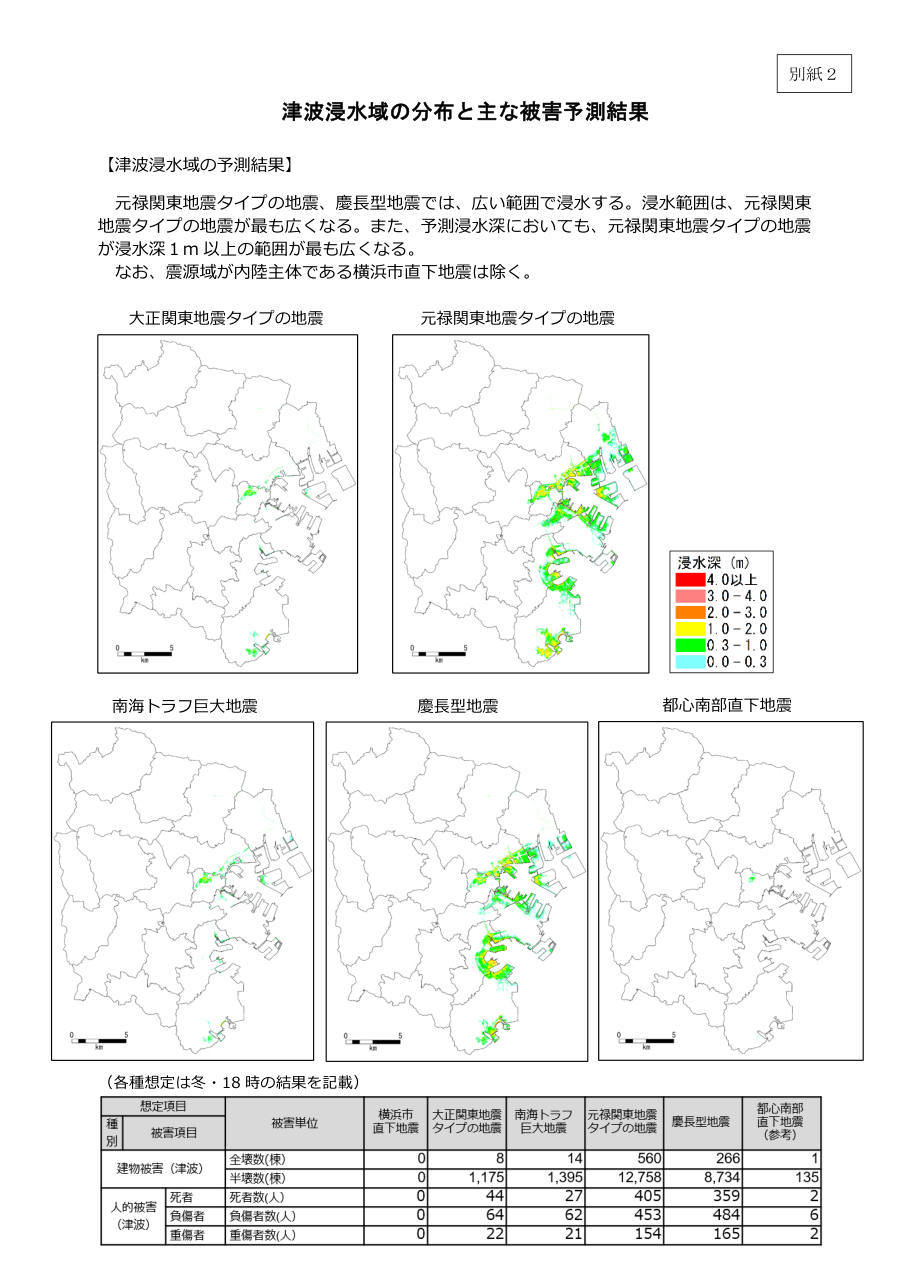 別紙２
津波浸水域の分布と主な被害予測結果
【津波浸水域の予測結果】
元禄関東地震タイプの地震、慶長型地震では、広い範囲で浸水する。浸水範囲は、元禄関東
地震タイプの地震が最も広くなる。また、予測浸水深においても、元禄関東地震タイプの地震
が浸水深１ｍ以上の範囲が最も広くなる。
なお、震源域が内陸主体である横浜市直下地震は除く。
大正関東地震タイプの地震 元禄関東地震タイプの地震
0 5
km
0 5
km
浸水深 (m)
4.0以上
3.0－4.0
2.0－3.0
1.0－2.0
0.3－1.0
0.0－0.3
南海トラフ巨大地震 慶長型地震 都心南部直下地震
0 5
km
0 5
km
0 5
km
（各種想定は冬・18 時の結果を記載）
想定項目
種別 被害項目
被害単位
横浜市
直下地震
大正関東地震
タイプの地震
南海トラフ
巨大地震
元禄関東地震
タイプの地震
慶長型地震
都心南部
直下地震
（参考）
建物被害（津波）
全壊数(棟) 0 8 14 560 266 1
半壊数(棟) 0 1,175 1,395 12,758 8,734 135
人的被害
（津波）
死者 死者数(人) 0 44 27 405 359 2
負傷者 負傷者数(人) 0 64 62 453 484 6
重傷者 重傷者数(人) 0 22 21 154 165 2